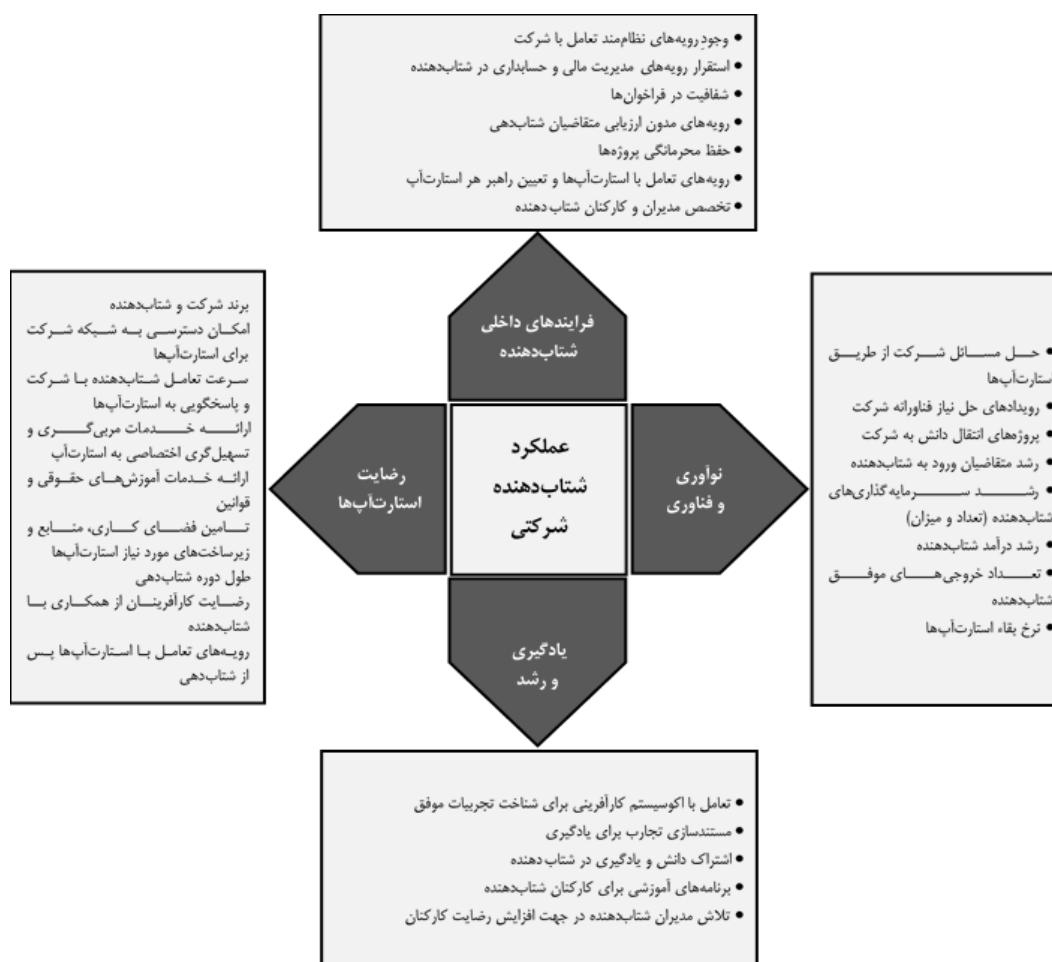 • وجودِ رویه‌های نظام‌مند تعامل با شرکت
• استقرار رویه‌های مدیریت مالی و حسابداری در شتاب‌دهنده
• شفافیت در فراخوان‌ها
• رویه‌های مدون ارزیابی متقاضیان شتاب‌دهی
• حفظ محرمانگی پروژه‌ها
• رویه‌های تعامل با استارت‌آپ‌ها و تعیین راهبر هر استارت‌آپ
• تخصص مدیران و کارکنان شتاب‌دهنده
فرایندهای داخلی
شتاب‌دهنده
• حل مسائل شرکت از طریق
استارت‌آپ‌ها
• رویدادهای حل نیاز فناورانه شرکت
• پروژه‌های انتقال دانش به شرکت
رشد متقاضیان ورود به شتاب‌دهنده
• رشد سرمایه‌گذاری‌های
شتاب‌دهنده (تعداد و میزان)
• رشد درآمد شتاب‌دهنده
• تعداد خروجی‌های موفق
شتاب‌دهنده
• نرخ بقاء استارت‌آپ‌ها
نوآوری
و فناوری
عملکرد
شتاب‌دهنده
شرکتی
رضایت
استارت‌آپ‌ها
برند شرکت و شتاب‌دهنده
امکان دسترسی به شبکه شرکت
برای استارت‌آپ‌ها
سرعت تعامل شتاب‌دهنده با شرکت
و پاسخگویی به استارت‌آپ‌ها
ارائه خدمات مربی‌گری و
تسهیل‌گری اختصاصی به استارت‌آپ
ارائه خدمات آموزش‌های حقوقی و
قوانین
تامین فضای کاری، منابع و
زیرساخت‌های مورد نیاز استارت‌آپ‌ها
طول دوره شتاب‌دهی
رضایت کارآفرینان از همکاری با
شتاب‌دهنده
رویه‌های تعامل با استارت‌آپ‌ها پس
از شتاب‌دهی
یادگیری
و رشد
• تعامل با اکوسیستم کارآفرینی برای شناخت تجربیات موفق
• مستندسازی تجارب برای یادگیری
• اشتراک دانش و یادگیری در شتاب‌دهنده
• برنامه‌های آموزشی برای کارکنان شتاب‌دهنده
• تلاش مدیران شتاب‌دهنده در جهت افزایش رضایت کارکنان